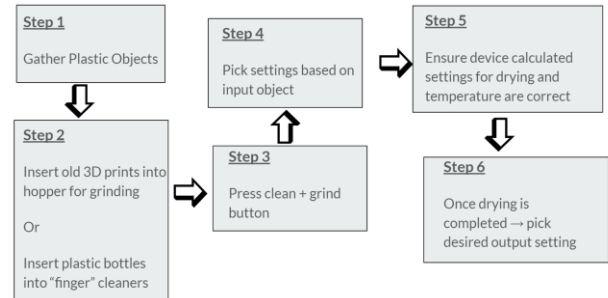 Step 1
Gather Plastic Objects
Step 2
Insert old 3D prints into
hopper for grinding
Or
Insert plastic bottles
into “finger” cleaners
Step 3
Press clean + grind
button
Step 4
Pick settings based on
input object
Step 5
Ensure device calculated
settings for drying and
temperature are correct
Step 6
Once drying is
completed → pick
desired output setting